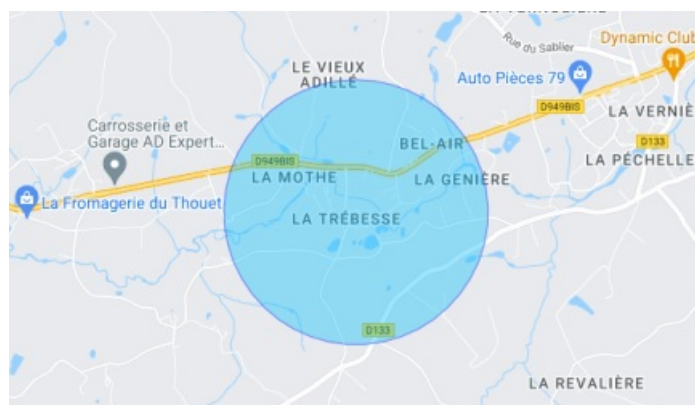 LA VERNOLIÈRE
Rue du Sablier
Dynamic Club
LE VIEUX
ADILLÉ
Auto Pièces 79
D949BIS
LA VERNIÈ
Carrosserie et
Garage AD Expert...
BEL-AIR
D133
D949BIS
LA PÉCHELLE
LA MOTHE
LA GENIÈRE
La Fromagerie du Thouet
LA TRÉBESSE
D133
LA REVALIÈRE